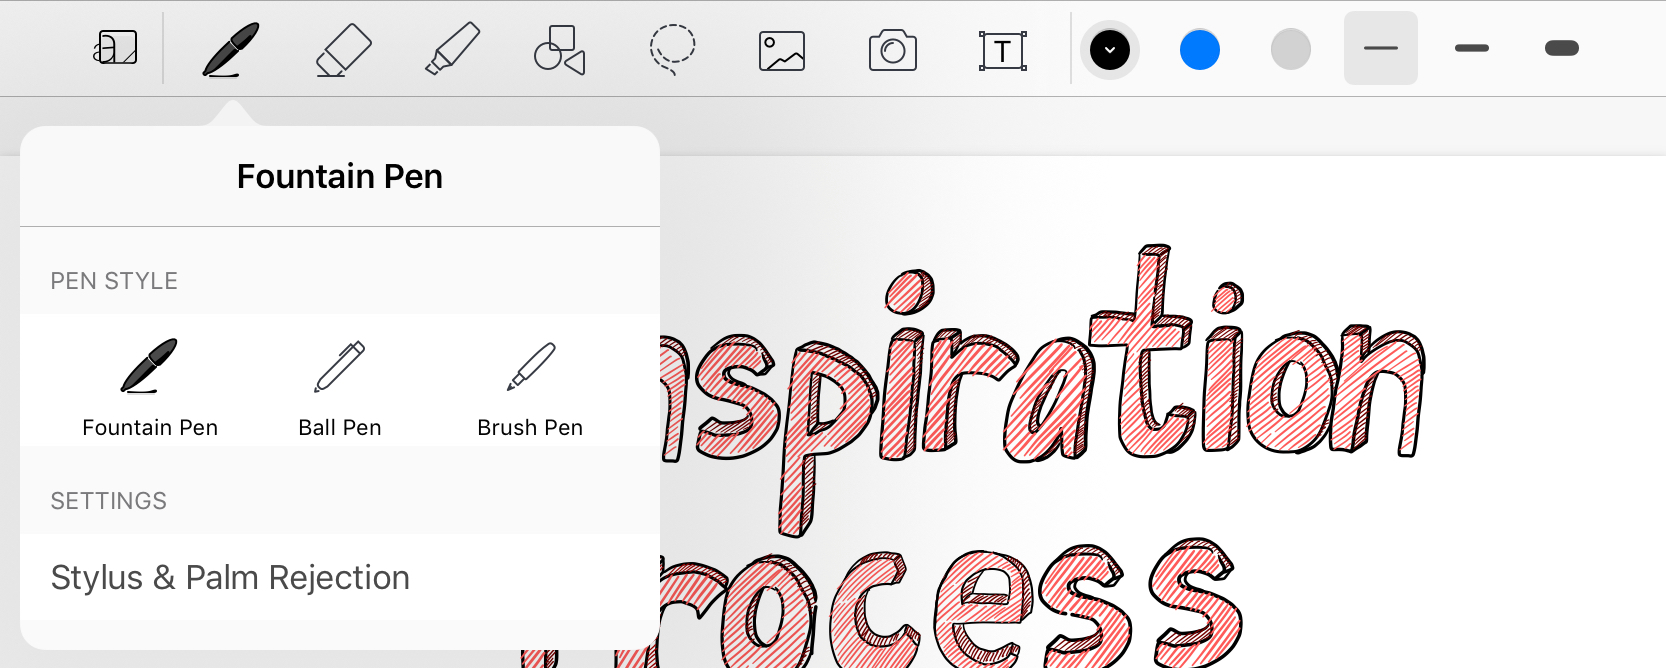 T
Fountain Pen
PEN STYLE
Fountain Pen Ball Pen Brush Pen
SETTINGS
Stylus & Palm Rejection
nspiration
rocess